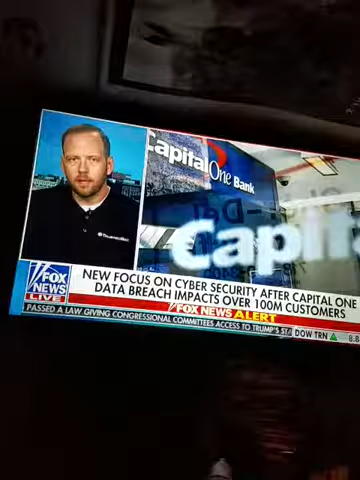 Capital One Bank
Capit
FOX
NEWS
LIVE
NEW FOCUS ON CYBER SECURITY AFTER CAPITAL ONE
DATA BREACH IMPACTS OVER 100M CUSTOMERS
FOX NEWS ALERT
PASSED A LAW GIVING CONGRESSIONAL COMMITTEES ACCESS TO TRUMP'S
DOW TRN